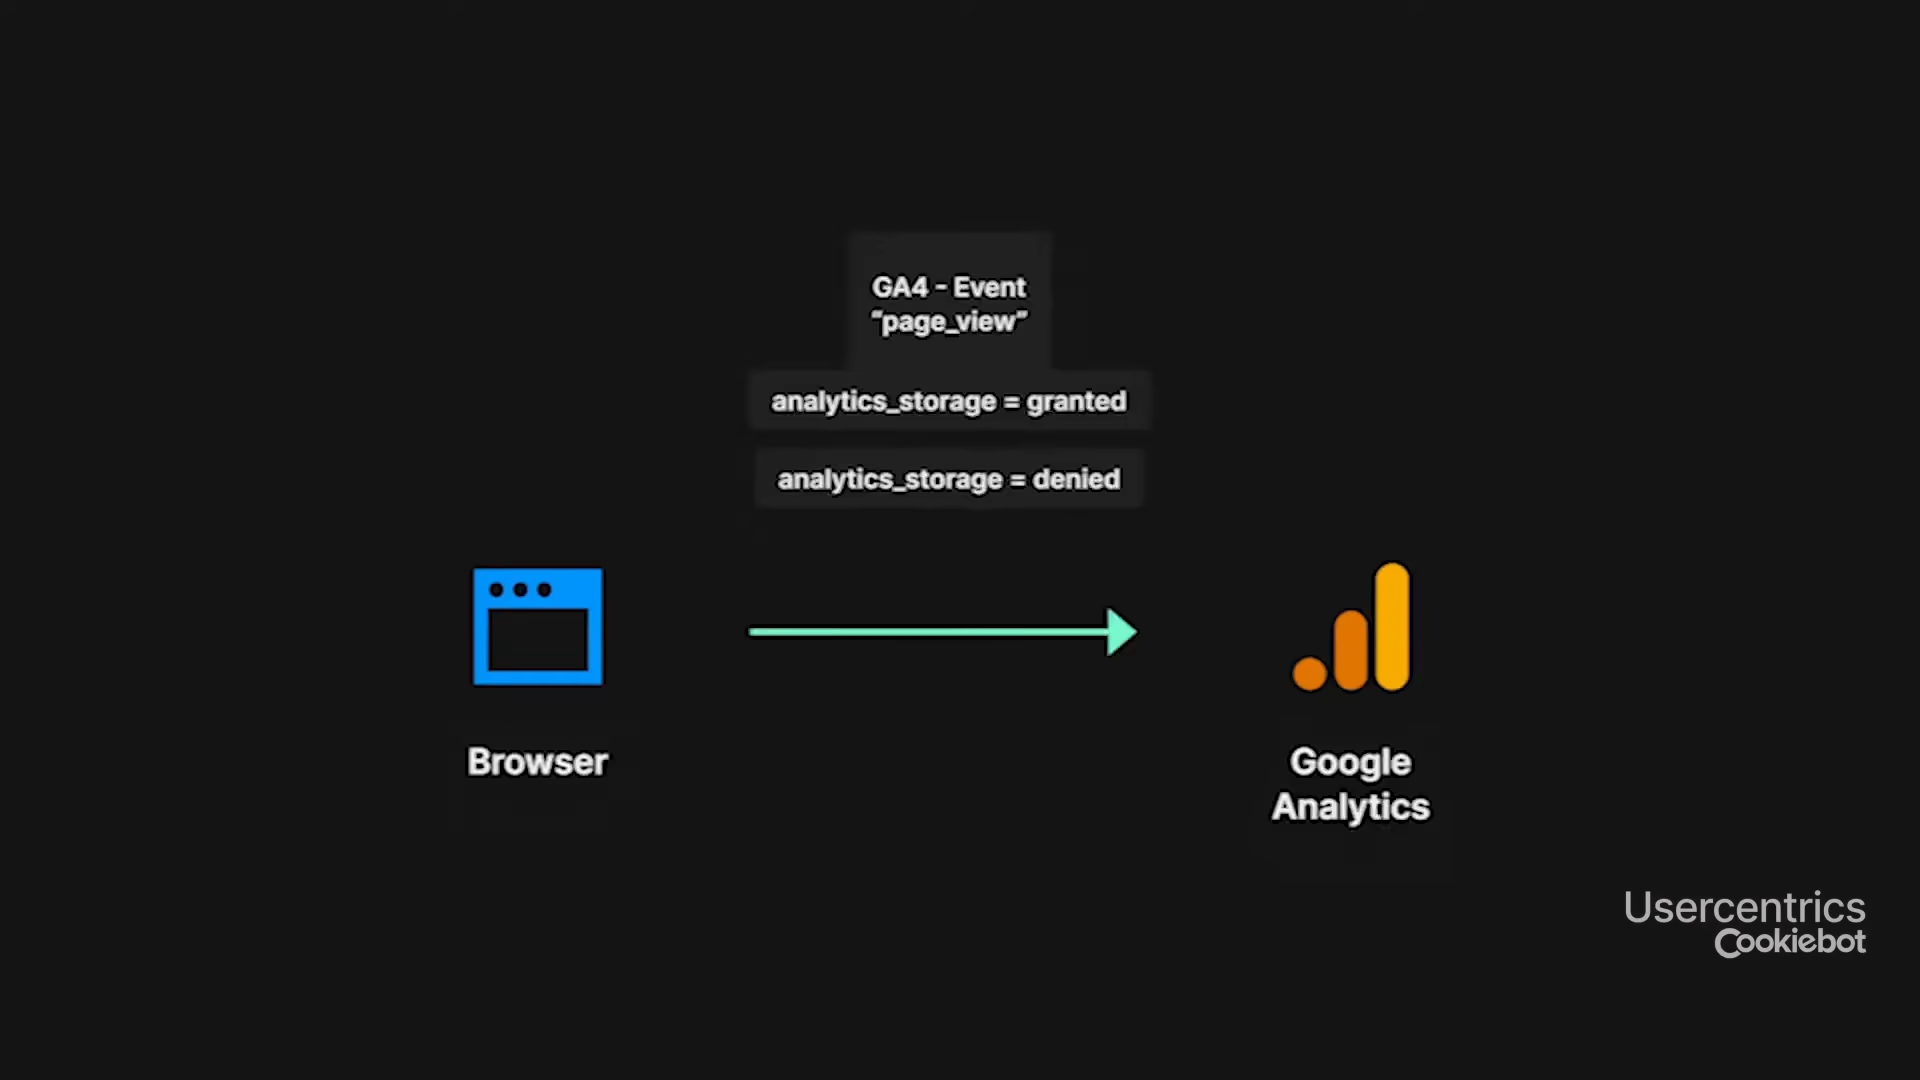 GA4 - Event
“page_view”
analytics_storage = granted
analytics_storage = denied
Browser
Google
Analytics
Usercentrics
Cookiebot